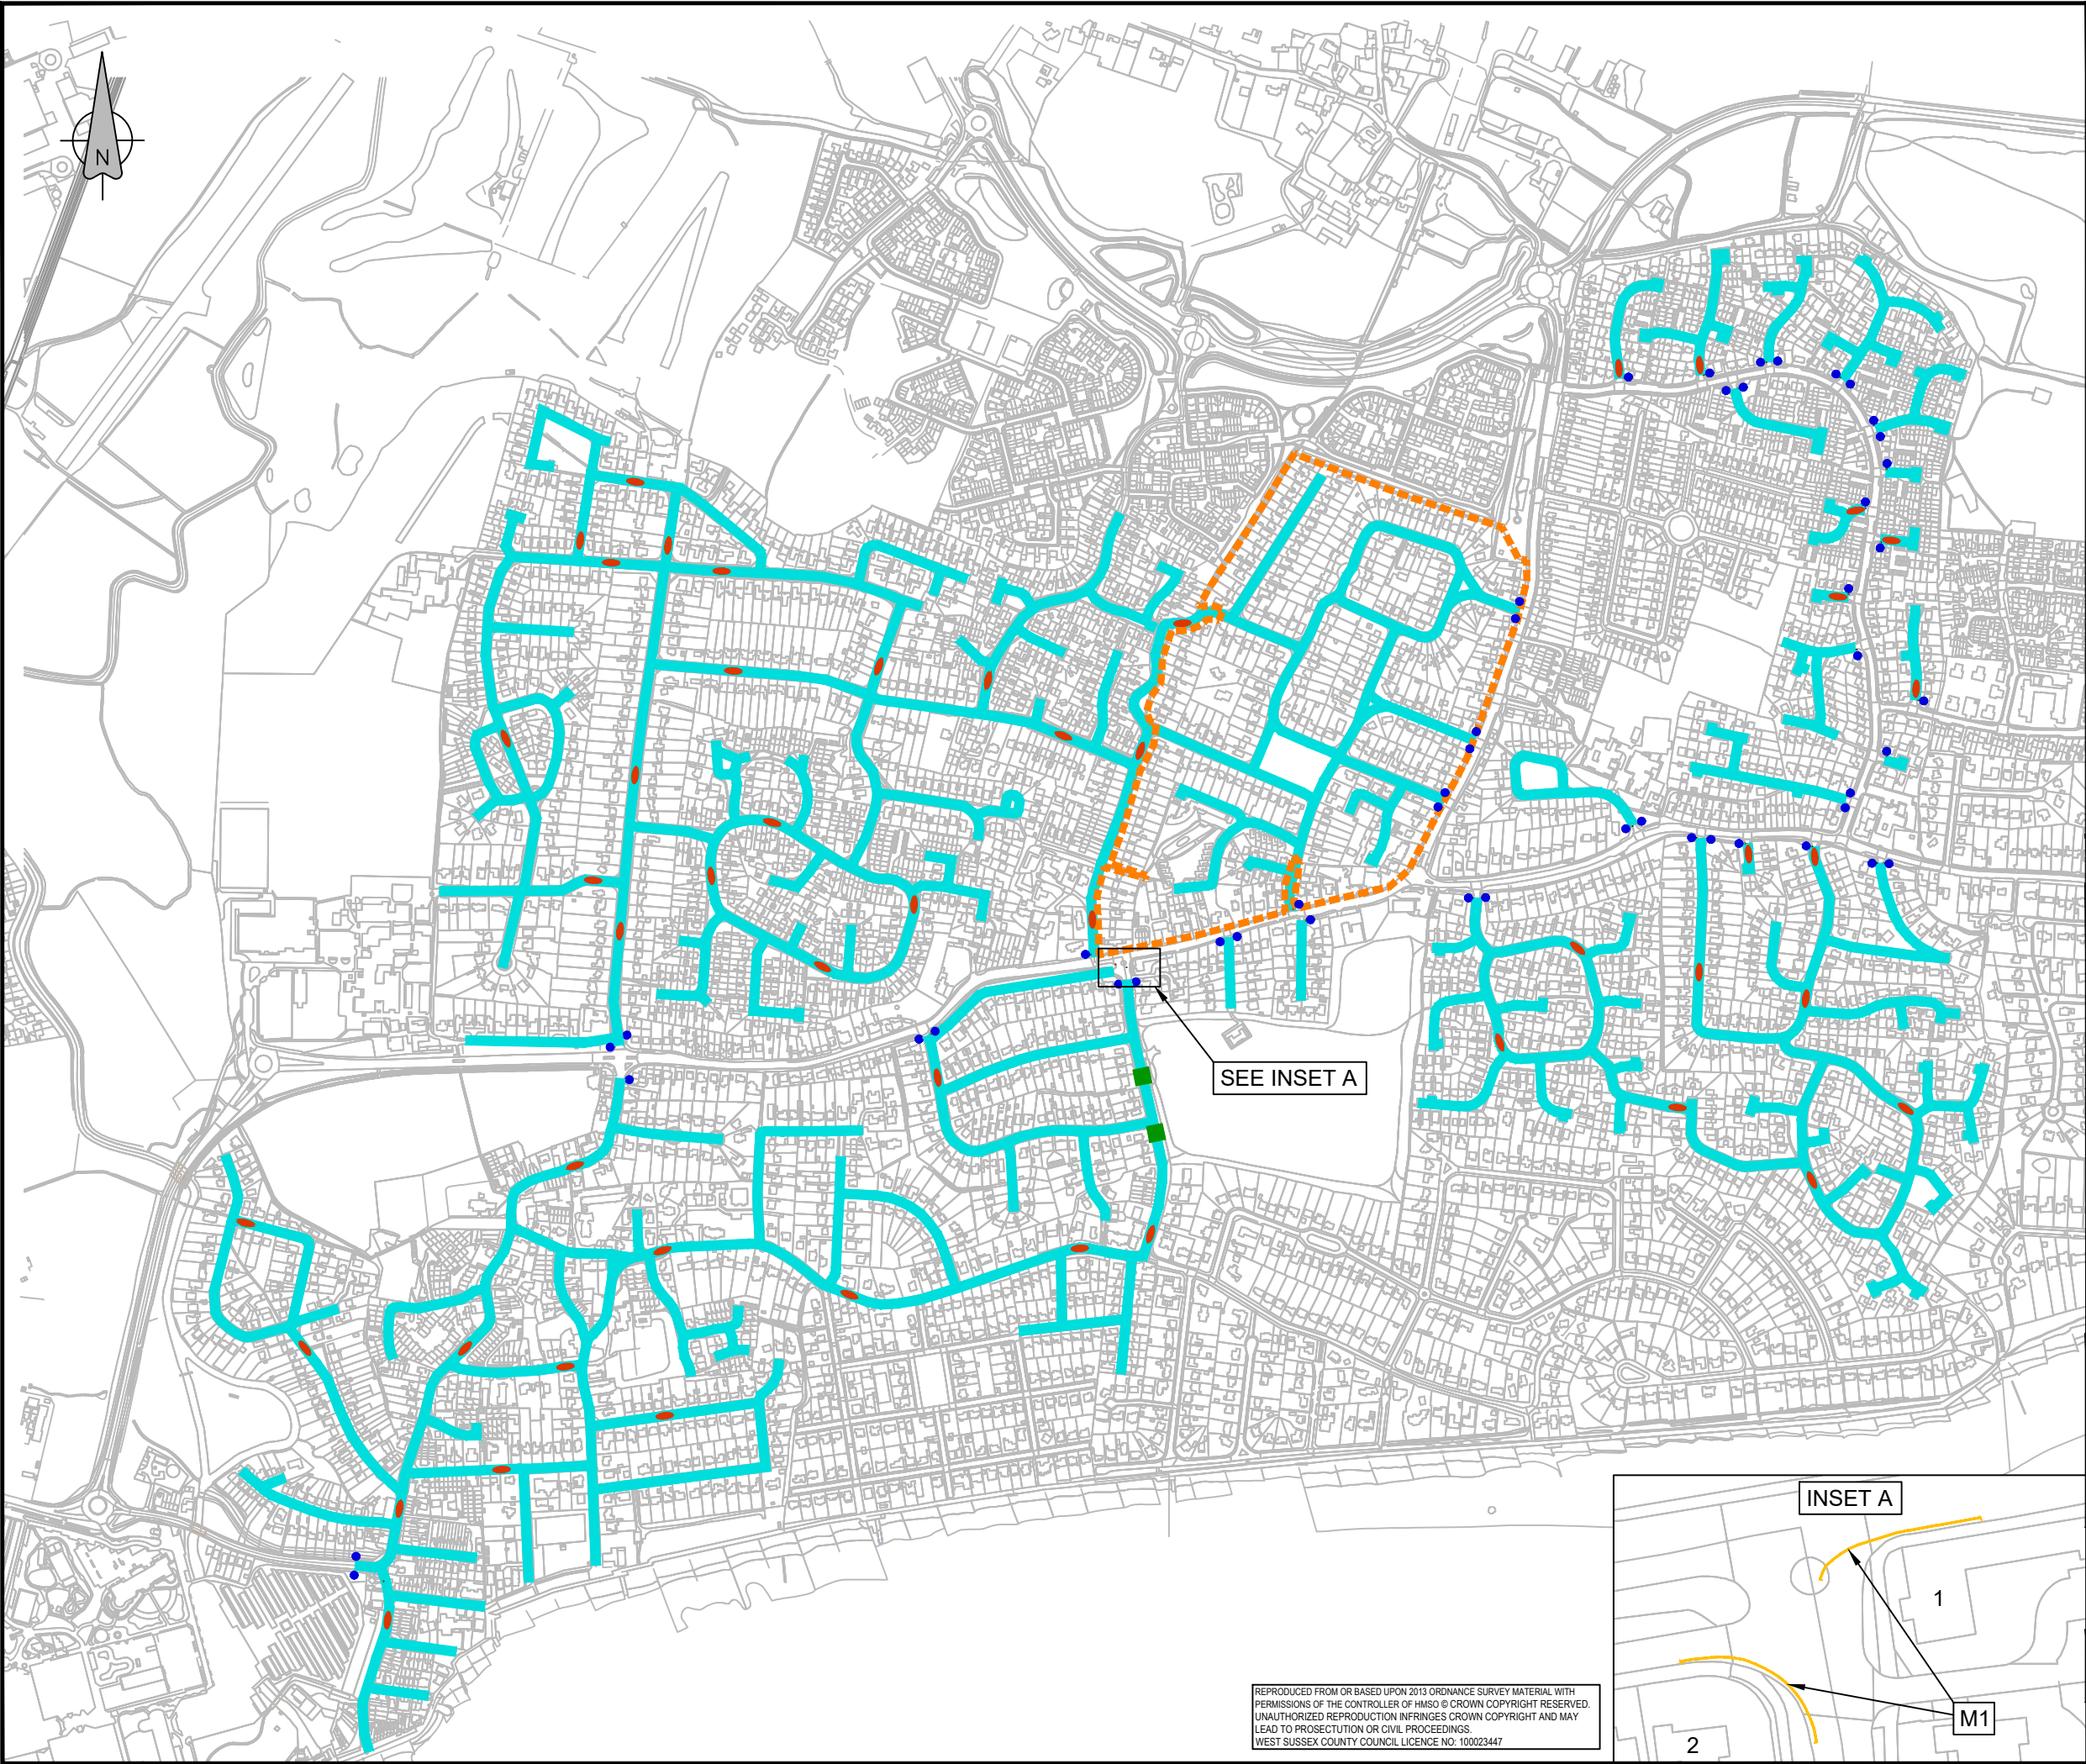 N
SEE INSET A
INSET A
1
M1
2
REPRODUCED FROM OR BASED UPON 2013 ORDNANCE SURVEY MATERIAL WITH
PERMISSIONS OF THE CONTROLLER OF HMSO © CROWN COPYRIGHT RESERVED.
UNAUTHORIZED REPRODUCTION INFRINGES CROWN COPYRIGHT AND MAY
LEAD TO PROSECTUTION OR CIVIL PROCEEDINGS.
WEST SUSSEX COUNTY COUNCIL LICENCE NO: 100023447